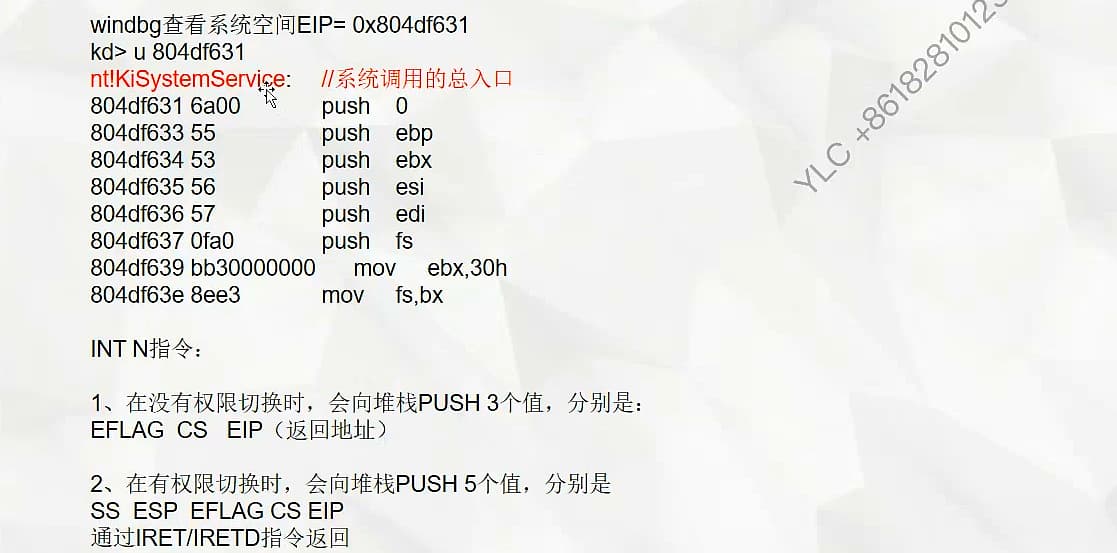 windbg查看系统空间EIP= 0x804df631
kd> u 804df631
nt!KiSystemService: //系统调用的总入口
804df631 6a00 push 0
804df633 55 push ebp
804df634 53 push ebx
804df635 56 push esi
804df636 57 push edi
804df637 0fa0 push fs
804df639 bb30000000 mov ebx,30h
804df63e 8ee3 mov fs,bx
INT N指令：
1、在没有权限切换时，会向堆栈PUSH 3个值，分别是：
EFLAG CS EIP（返回地址）
2、在有权限切换时，会向堆栈PUSH 5个值，分别是
SS ESP EFLAG CS EIP
通过IRET/IRETD指令返回
YLC